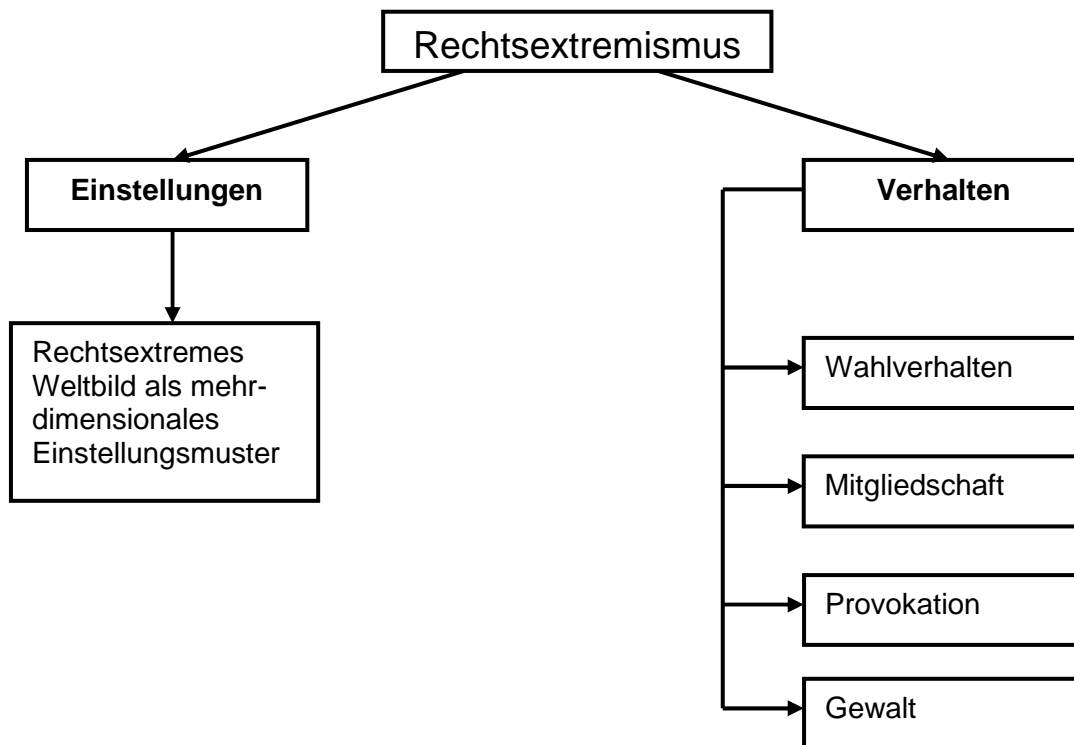 Rechtsextremismus
Einstellungen
Verhalten
Rechtsextremes
Weltbild als mehr-
dimensionales
Einstellungsmuster
Wahlverhalten
Mitgliedschaft
Provokation
Gewalt